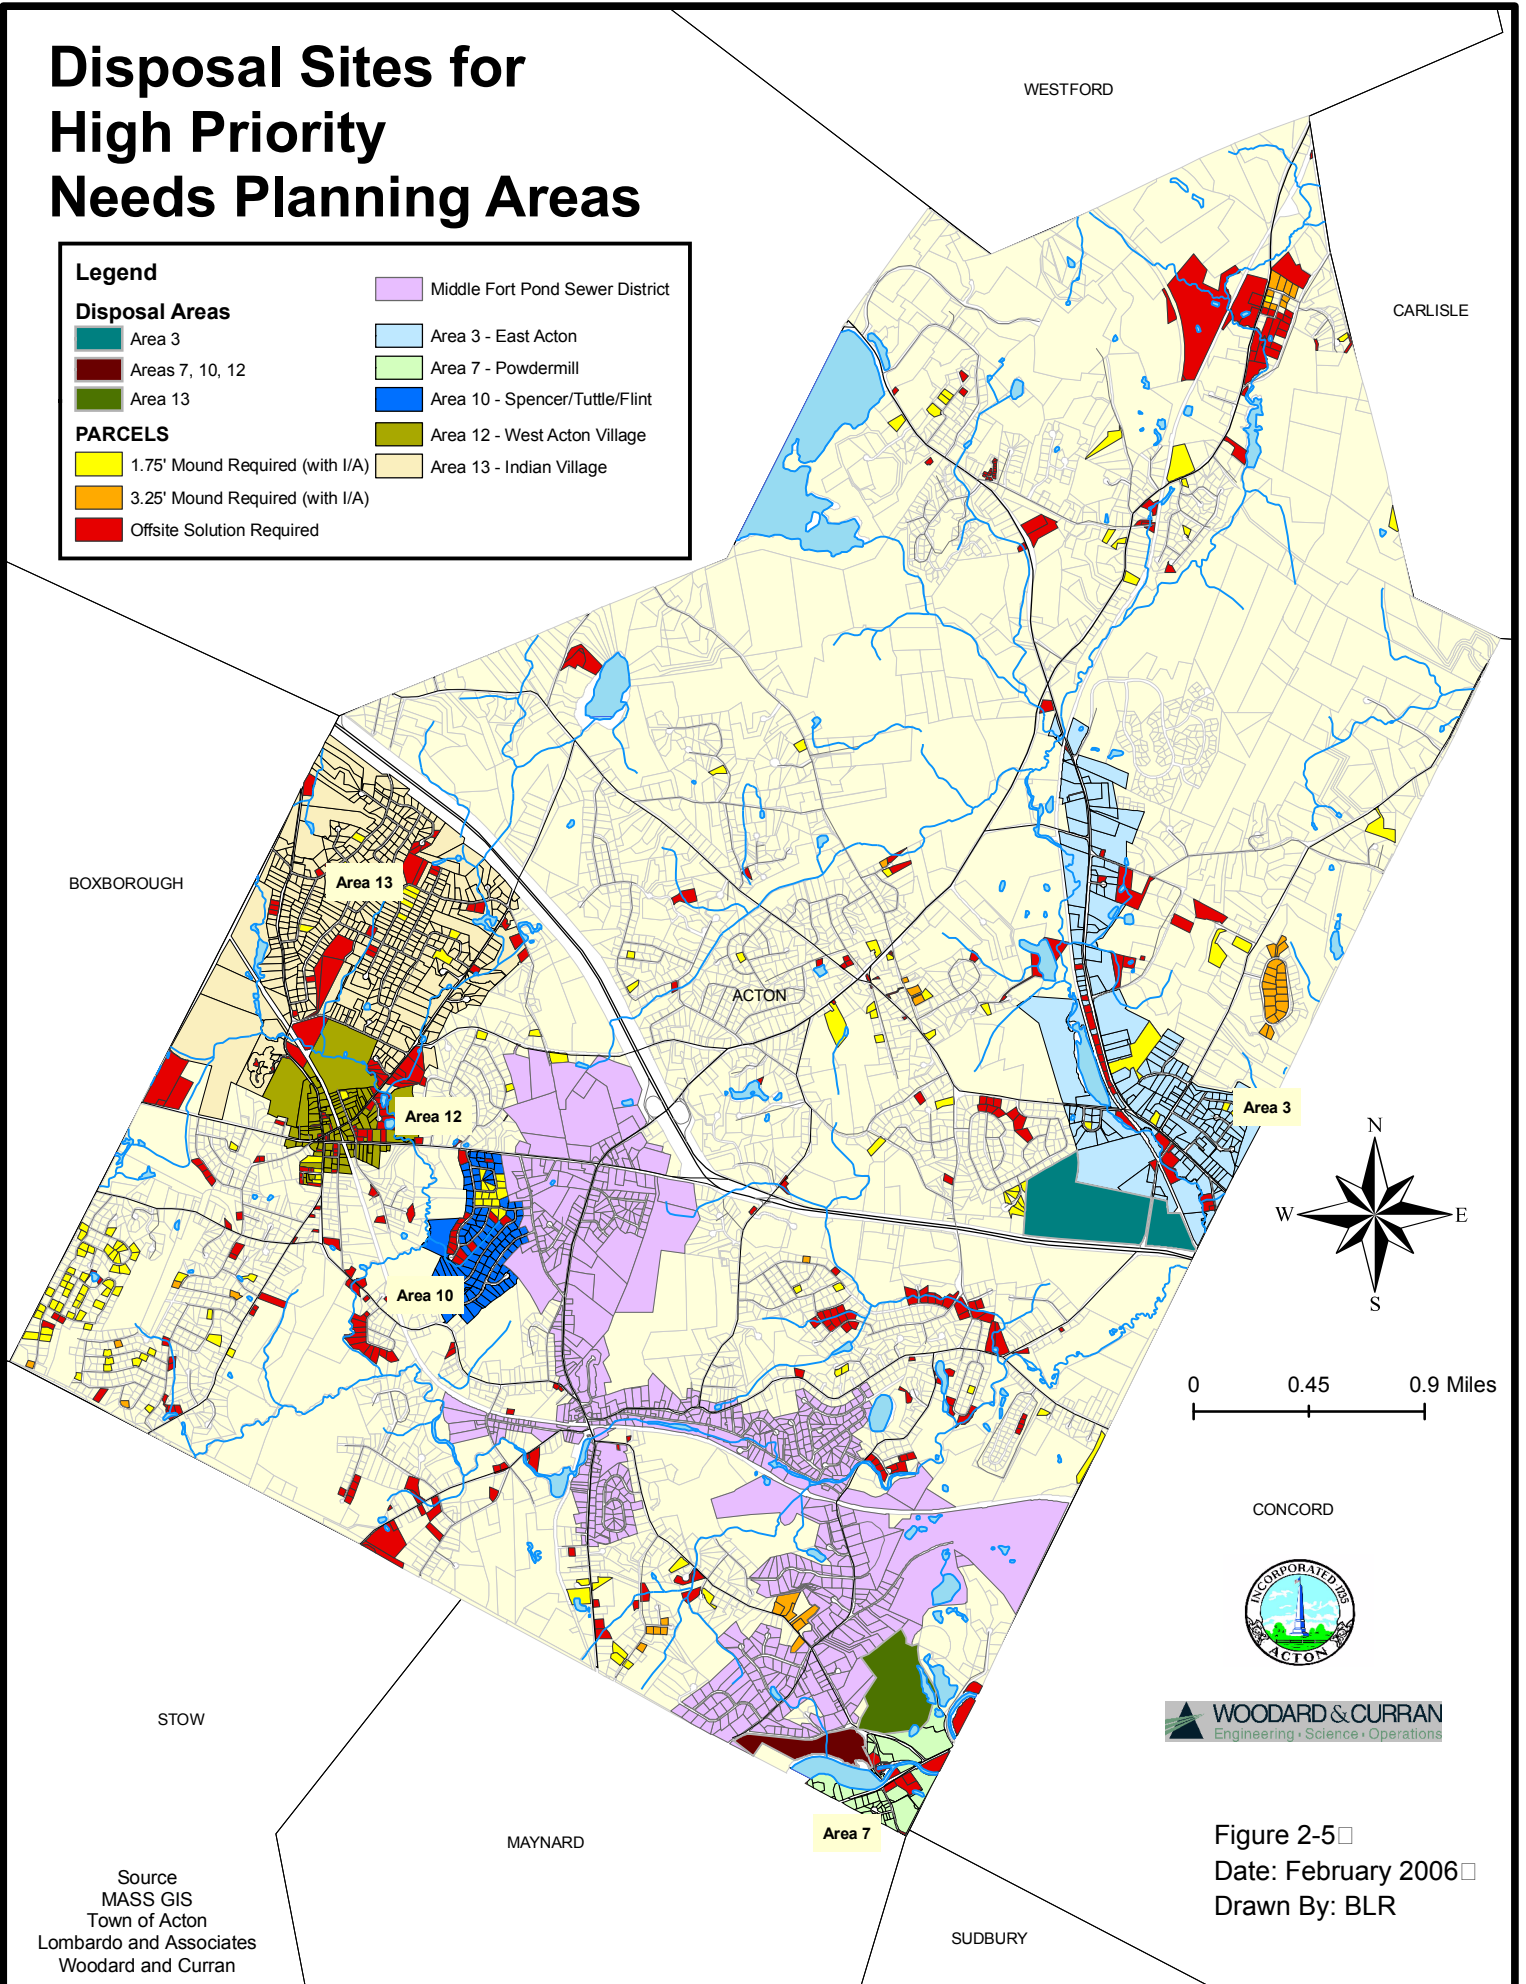 Disposal Sites for
High Priority
Needs Planning Areas
Legend
Disposal Areas
Area 3
Areas 7, 10, 12
Area 13
PARCELS
1.75' Mound Required (with I/A)
3.25' Mound Required (with I/A)
Offsite Solution Required
Middle Fort Pond Sewer District
Area 3 - East Acton
Area 7 - Powdermill
Area 10 - Spencer/Tuttle/Flint
Area 12 - West Acton Village
Area 13 - Indian Village
WESTFORD
CARLISLE
BOXBOROUGH
Area 13
ACTON
Area 12
Area 3
Area 10
N
W
E
S
0 0.45 0.9 Miles
CONCORD
INCORPORATED 1735
ACTON
WOODARD & CURRAN
Engineering • Science • Operations
STOW
MAYNARD
Area 7
SUDBURY
Source
MASS GIS
Town of Acton
Lombardo and Associates
Woodard and Curran
Figure 2-5
Date: February 2006
Drawn By: BLR